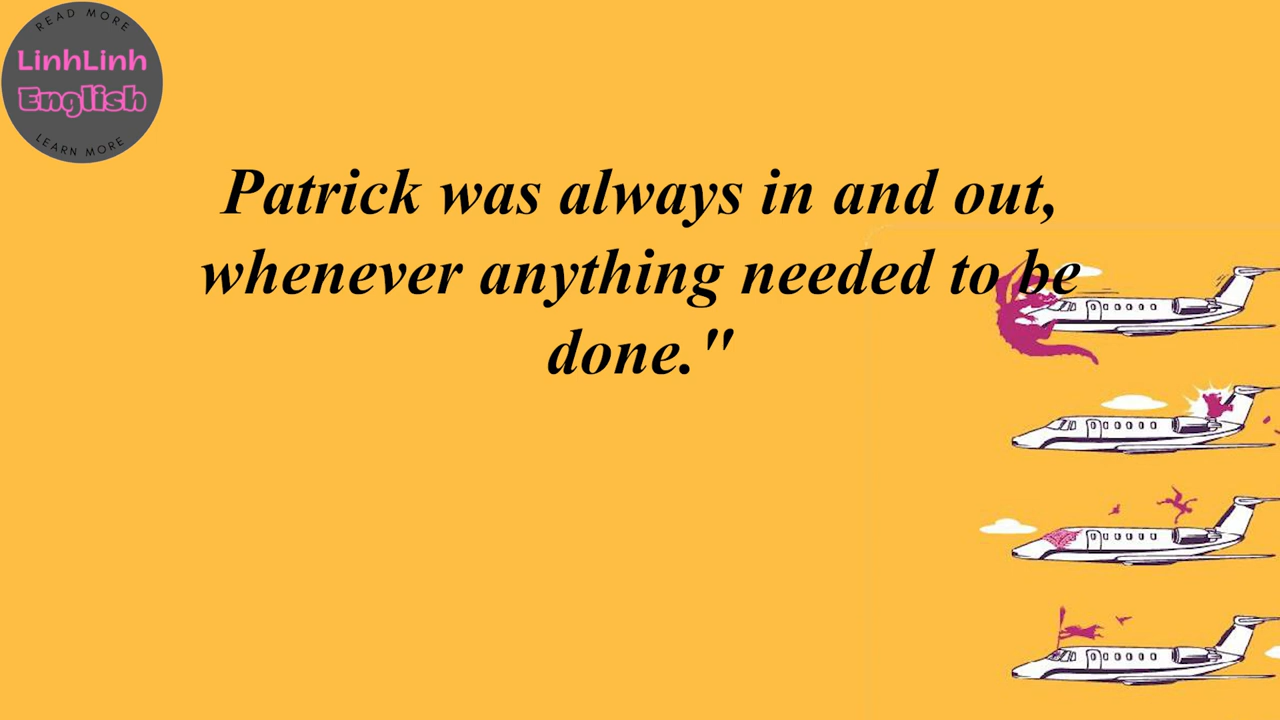 READ MORE
LinhLinh
English
LEARN MORE
Patrick was always in and out,
whenever anything needed to be
done."